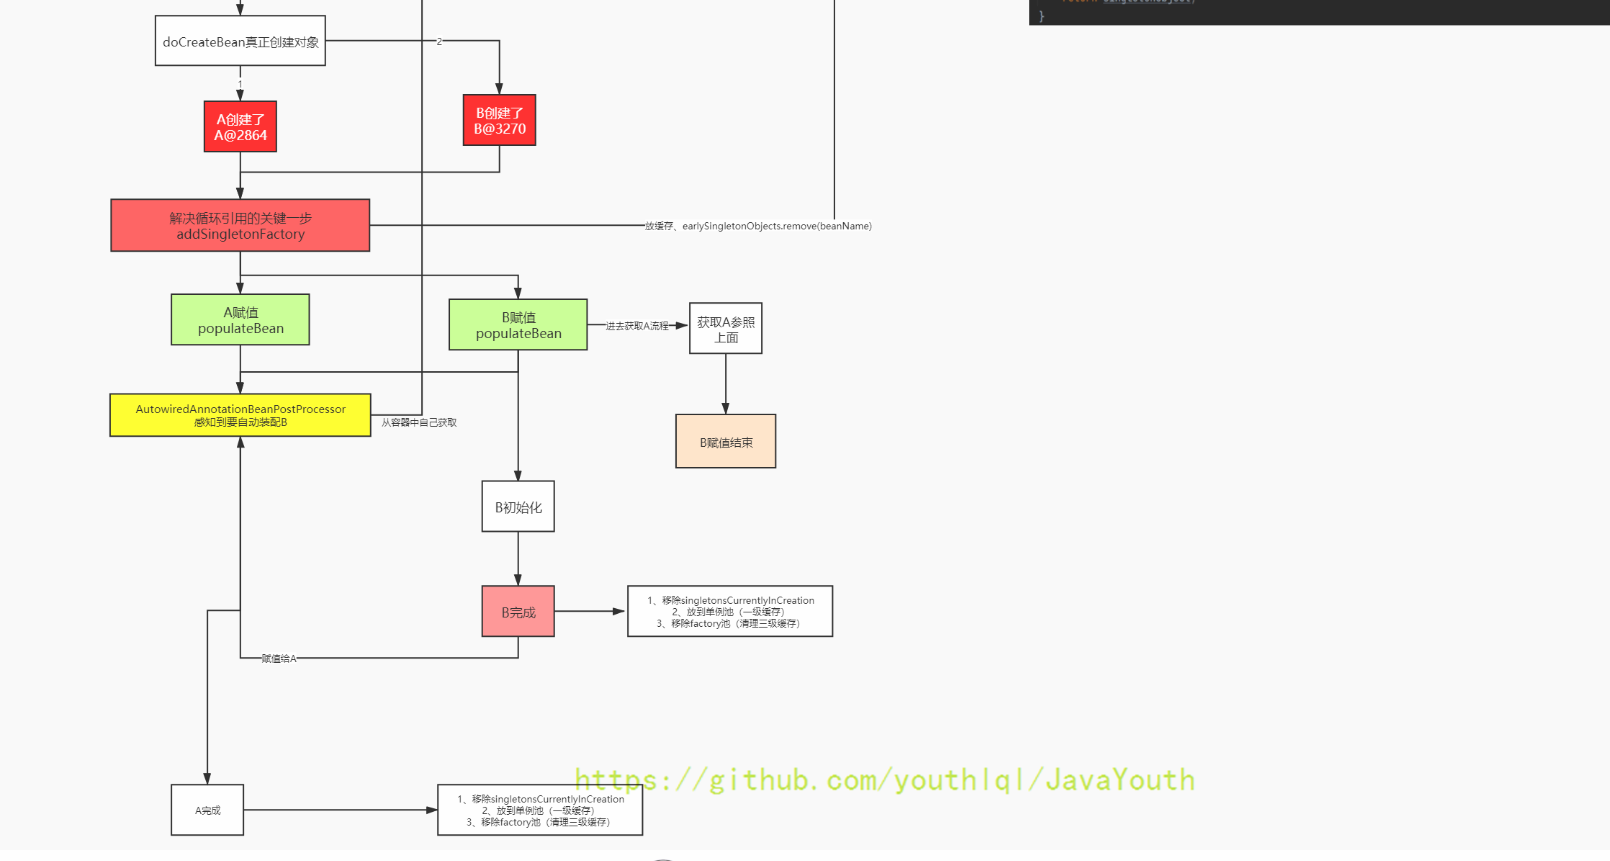 }
doCreateBean真正创建对象
2
1
A创建了
A@2864
B创建了
B@3270
解决循环引用的关键一步
addSingletonFactory
放缓存、earlySingletonObjects.remove(beanName)
A赋值
populateBean
B赋值
populateBean
进去获取A流程
获取A参照
上面
AutowiredAnnotationBeanPostProcessor
感知到要自动装配B
从容器中自己获取
B赋值结束
B初始化
B完成
1、移除singletonsCurrentlyInCreation
2、放到单例池（一级缓存）
3、移除factory池（清理三级缓存）
赋值给A
https://github.com/youthlql/JavaYouth
A完成
1、移除singletonsCurrentlyInCreation
2、放到单例池（一级缓存）
3、移除factory池（清理三级缓存）